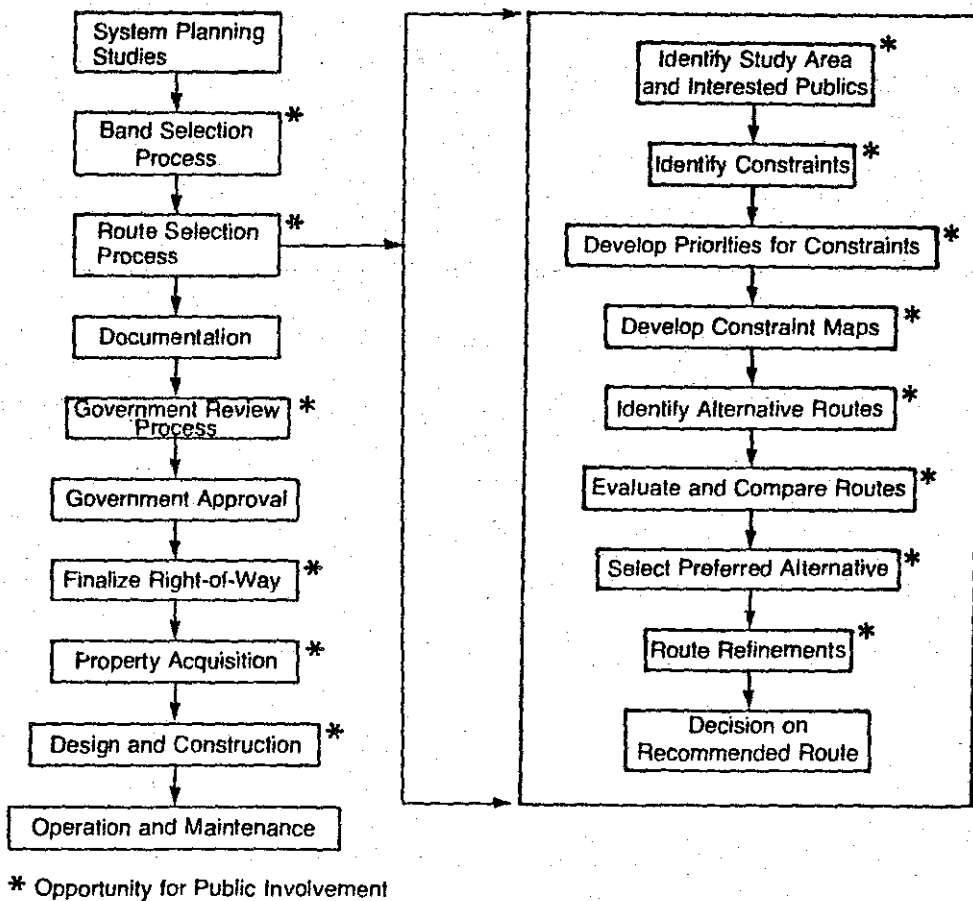 System Planning
Studies
Band Selection *
Process
Route Selection *
Process
Documentation
Government Review *
Process
Government Approval
Finalize Right-of-Way *
Property Acquisition *
Design and Construction *
Operation and Maintenance
* Opportunity for Public Involvement
Identify Study Area *
and Interested Publics
Identify Constraints *
Develop Priorities for Constraints *
Develop Constraint Maps *
Identify Alternative Routes *
Evaluate and Compare Routes *
Select Preferred Alternative *
Route Refinements *
Decision on
Recommended Route